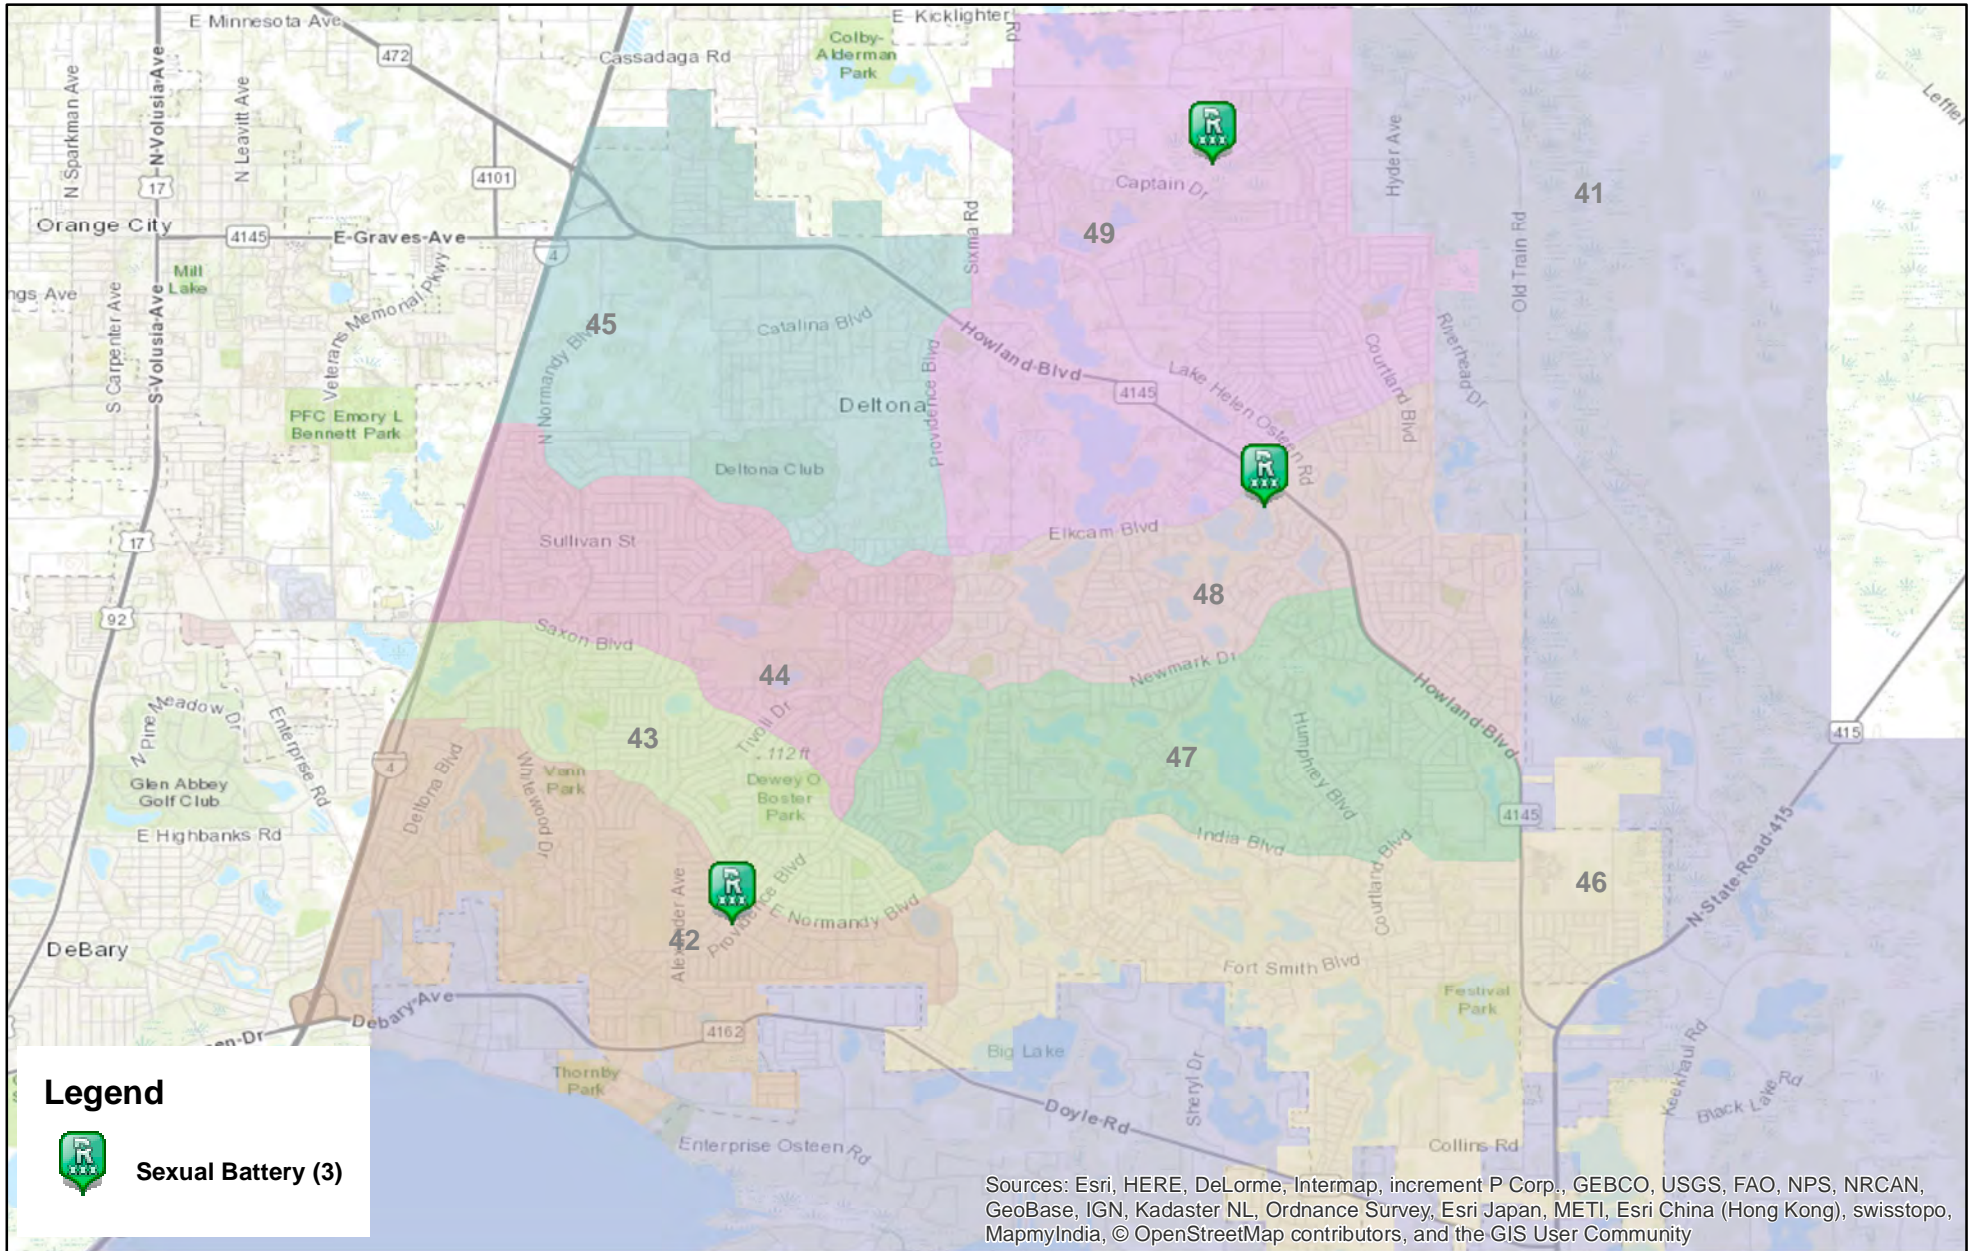 E Minnesota Ave
E Kicklighter Rd
Colby-
Alderman
Park
472
Cassadaga Rd
N Sparkman Ave
N-Volusia-Ave
N Leavitt Ave
17
4101
Captain Dr
Hyder Ave
41
Leffler
Orange City
4145
E-Graves-Ave
4
49
Sixma Rd
Old Train Rd
Mill
Lake
ngs Ave
S Carpenter Ave
S-Volusia-Ave
Veterans Memorial Pkwy
45
N Normandy Blvd
Catalina Blvd
Howland-Blvd
Providence Blvd
4145
Lake Helen Osteen Rd
Courtland Blvd
Riverhead Dr
PFC Emory L
Bennett Park
Deltona
Deltona Club
17
Sullivan St
Elkcam-Blvd
48
92
Saxon Blvd
44
Newmark Dr
Howland-Blvd
N Pine Meadow Dr
Enterprise Rd
43
Tivoli Dr
112 ft
47
Humphrey Blvd
415
4
Deltona Blvd
Whitewood Dr
Vann
Park
Dewey O
Boster
Park
Glen Abbey
Golf Club
E Highbanks Rd
4145
India Blvd
Courtland Blvd
46
N-State-Road-415
Alexander Ave
Providence Blvd
E Normandy Blvd
42
DeBary
Fort Smith Blvd
Festival
Park
Debary-Ave
en-Dr
4162
Big Lake
Thornby
Park
Sheryl Dr
Keekhaul Rd
Black Lake Rd
Doyle-Rd
Enterprise Osteen Rd
Collins Rd
Legend
Sexual Battery (3)
Sources: Esri, HERE, DeLorme, Intermap, increment P Corp., GEBCO, USGS, FAO, NPS, NRCAN,
GeoBase, IGN, Kadaster NL, Ordnance Survey, Esri Japan, METI, Esri China (Hong Kong), swisstopo,
MapmyIndia, © OpenStreetMap contributors, and the GIS User Community